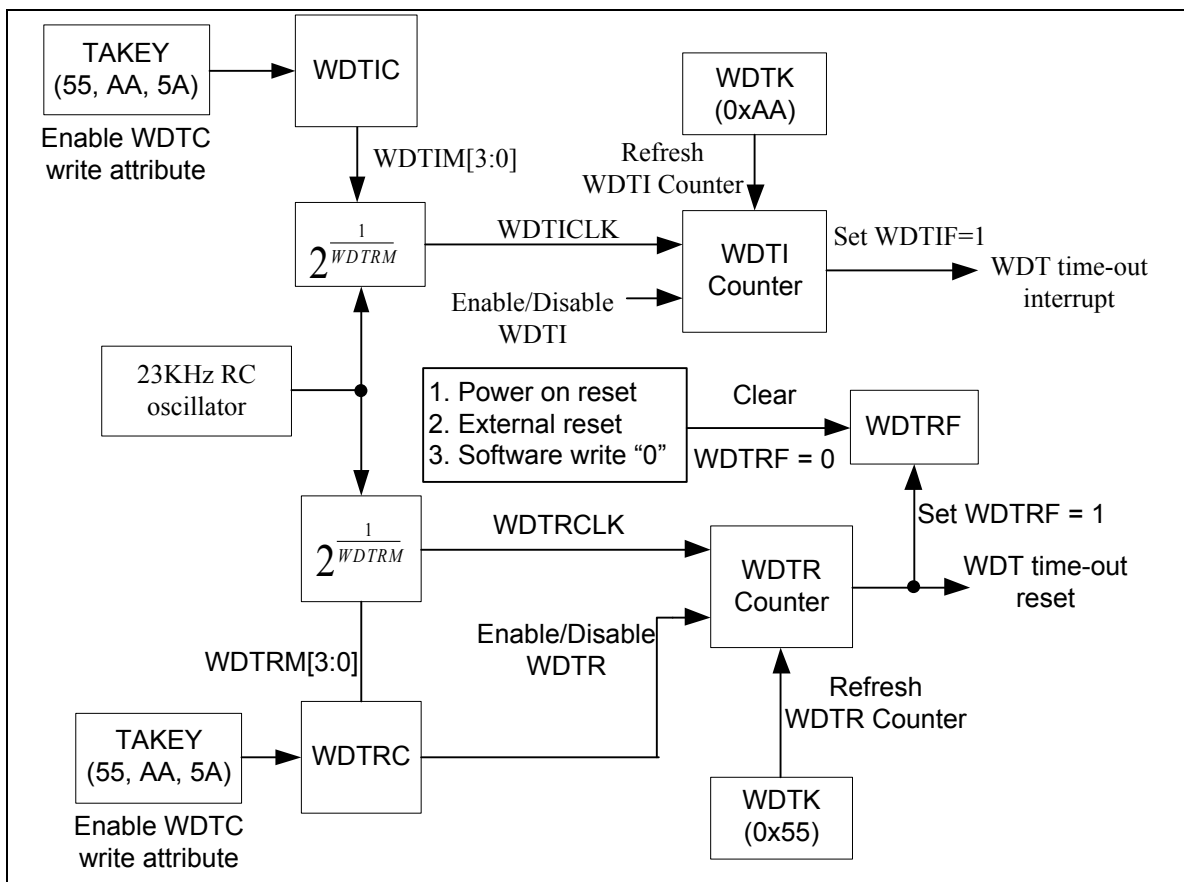 TAKEY
(55, AA, 5A)
Enable WDTC
write attribute
WDTIC
WDTIM[3:0]
WDTK
(0xAA)
Refresh
WDTI Counter
2^(1/WDTRM)
WDTICLK
Enable/Disable
WDTI
WDTI
Counter
Set WDTIF=1
WDT time-out
interrupt
23KHz RC
oscillator
1. Power on reset
2. External reset
3. Software write “0”
Clear
WDTRF = 0
WDTRF
Set WDTRF = 1
2^(1/WDTRM)
WDTRCLK
WDTR
Counter
WDT time-out
reset
Enable/Disable
WDTR
WDTRM[3:0]
Refresh
WDTR Counter
TAKEY
(55, AA, 5A)
Enable WDTC
write attribute
WDTRC
WDTK
(0x55)